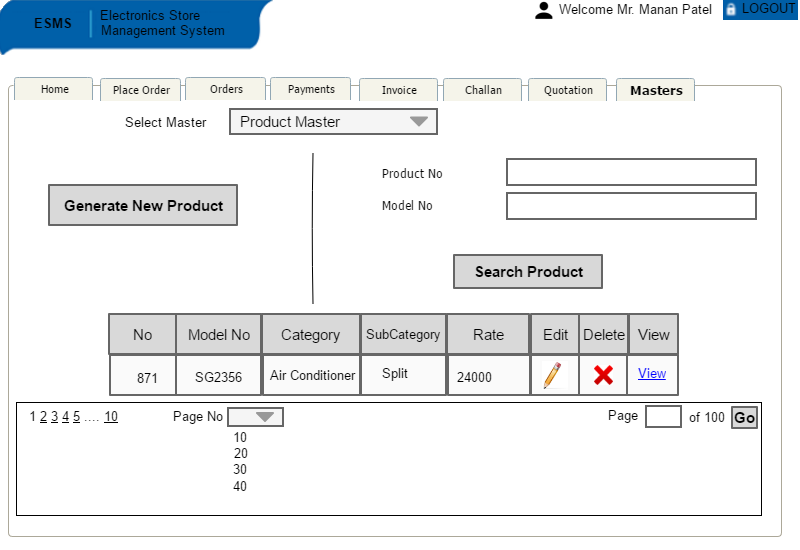 ESMS
Electronics Store
Management System
Welcome Mr. Manan Patel
LOGOUT
Home Place Order Orders Payments Invoice Challan Quotation Masters
Select Master Product Master
Product No
Generate New Product
Model No
Search Product
No Model No Category SubCategory Rate Edit Delete View
871 SG2356 Air Conditioner Split 24000 View
1 2 3 4 5 .... 10 Page No Page of 100 Go
10
20
30
40